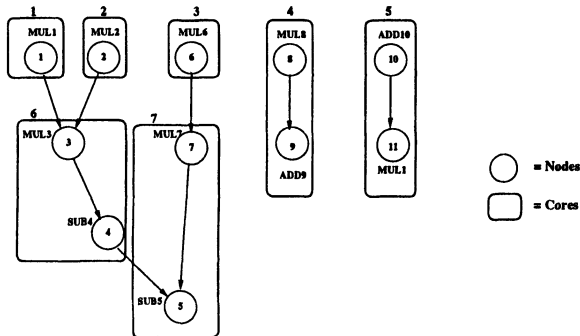 1 2 3 4 5
MUL1 MUL2 MUL6 MUL8 ADD10
1 2 6 8 10
6 7
MUL3 3 MUL7 7 9 11
ADD9 MUL1
= Nodes
= Cores
SUB4 4
SUB5 5